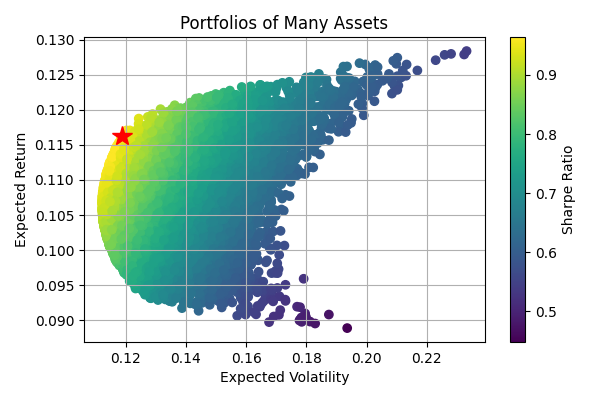 Portfolios of Many Assets
0.130
0.125
0.120
0.115
0.110
0.105
0.100
0.095
0.090
Expected Return
0.12 0.14 0.16 0.18 0.20 0.22
Expected Volatility
0.9
0.8
0.7
0.6
0.5
Sharpe Ratio